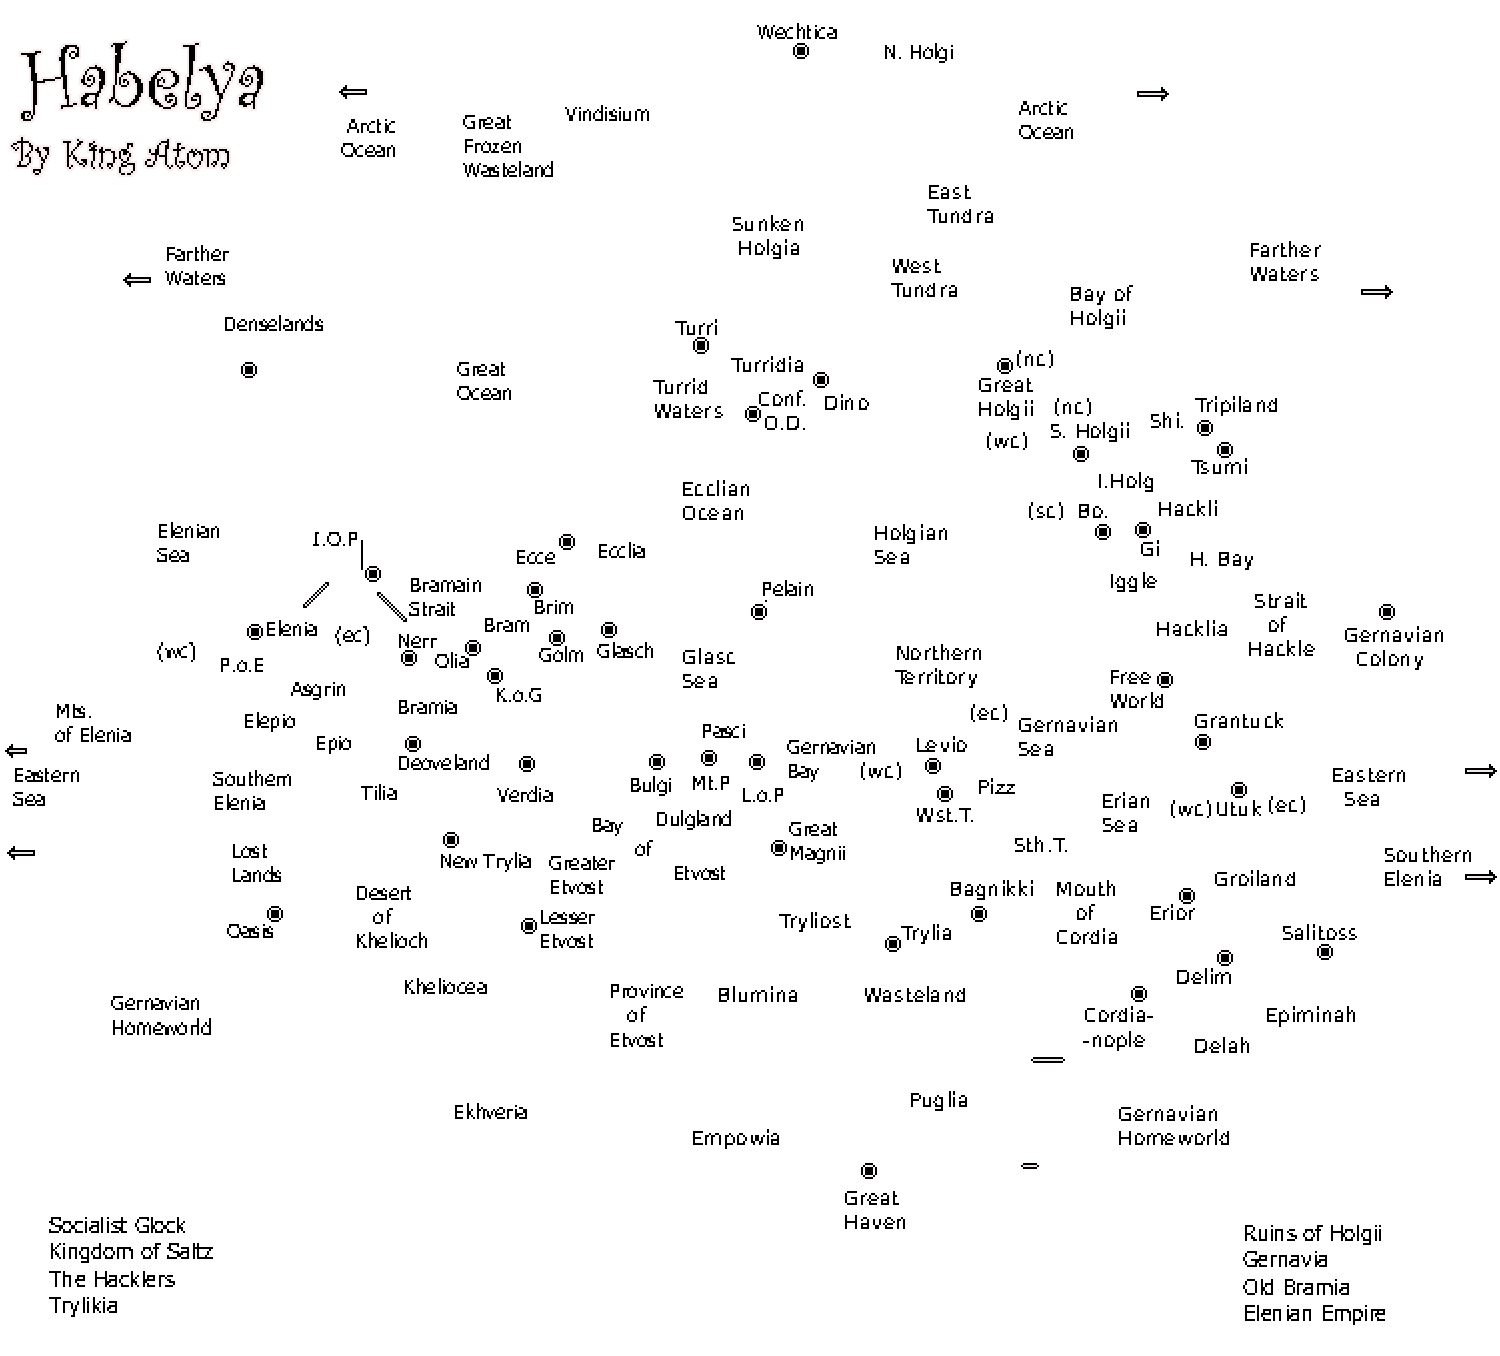 Wechtica
N. Holgi
Habelya
By King Atom
Arctic
Ocean
Great
Frozen
Wasteland
Vindisium
Arctic
Ocean
East
Tundra
Sunken
Holgia
West
Tundra
Farther
Waters
Farther
Waters
Bay of
Holgii
Denselands
Great
Ocean
Turri
Turridia
Turrid
Waters
Conf.
O.D.
Dino
(nc)
Great
Holgii
(wc)
(nc)
S. Holgii
Shi.
Tripiland
Tsumi
I.Holg
Ecclian
Ocean
(sc)
Bo.
Hackli
Gi
Holgian
Sea
H. Bay
Iggle
Elenian
Sea
I.O.P
Ecce
Ecclia
Bramain
Strait
Brim
Pelain
Strait
of
Hackle
Hacklia
Gernavian
Colony
Elenia
(ec)
(wc)
P.o.E
Nerr
Bram
Olia
Golm
Glasch
K.o.G
Glasc
Sea
Northern
Territory
Free
World
Asgrin
Elepio
Epio
Bramia
Mts.
of Elenia
Eastern
Sea
Deoveland
Verdia
Pasci
Bulgi
Mt.P
L.o.P
Gernavian
Bay
(wc)
Levio
(ec)
Gernavian
Sea
Grantuck
Southern
Elenia
Tilia
Wst.T.
Pizz
Erian
Sea
(wc)
Utuk
(ec)
Eastern
Sea
Bay
of
Etvost
Dulgland
Great
Magnii
Sth.T.
New Trylia
Greater
Etvost
Lost
Lands
Oasis
Desert
of
Khelioch
Lesser
Etvost
Tryliost
Trylia
Bagnikki
Mouth
of
Cordia
Groiland
Erior
Southern
Elenia
Salitoss
Delim
Gernavian
Homeworld
Kheliocea
Province
of
Etvost
Blumina
Wasteland
Cordia-
-nople
Epiminah
Delah
Ekhveria
Empowia
Puglia
Gernavian
Homeworld
Great
Haven
Socialist Glock
Kingdom of Saltz
The Hacklers
Trylikia
Ruins of Holgii
Gernavia
Old Bramia
Elenian Empire